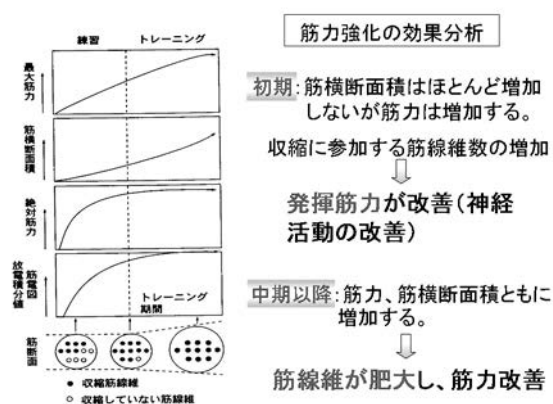 筋力強化の効果分析
練習
トレーニング
最大筋力
筋横断面積
絶対筋力
筋電図
放電積分値
トレーニング
期間
筋断面
● 収縮筋線維
○ 収縮していない筋線維
初期:筋横断面積はほとんど増加
しないが筋力は増加する。
収縮に参加する筋線維数の増加
発揮筋力が改善(神経
活動の改善)
中期以降:筋力、筋横断面積ともに
増加する。
筋線維が肥大し、筋力改善